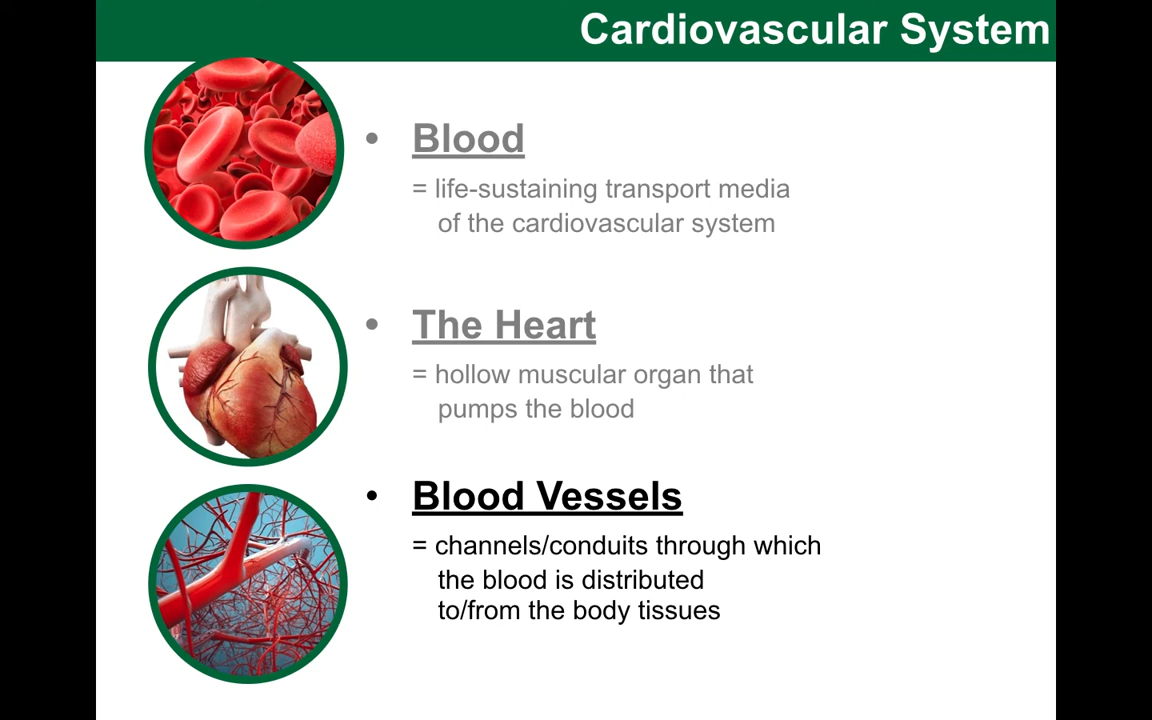 Cardiovascular System
• Blood
= life-sustaining transport media
of the cardiovascular system
• The Heart
= hollow muscular organ that
pumps the blood
• Blood Vessels
= channels/conduits through which
the blood is distributed
to/from the body tissues